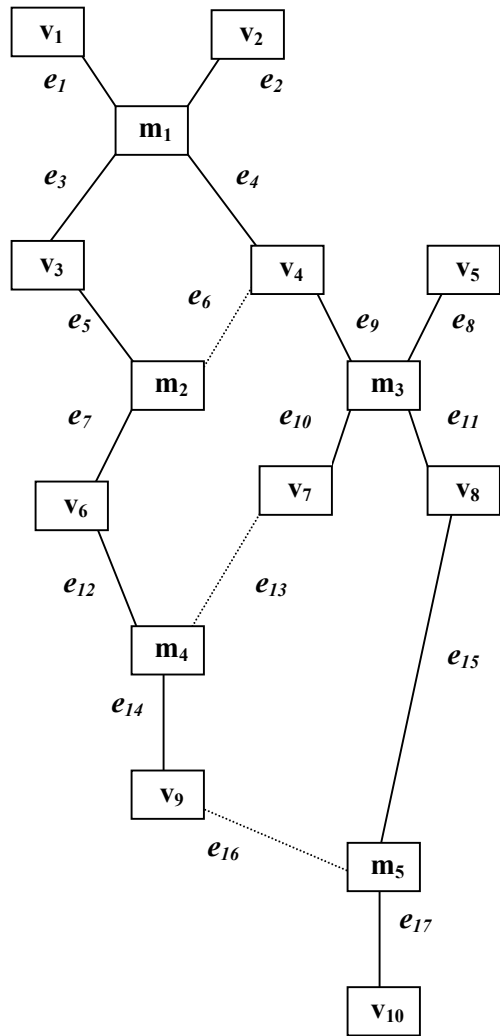 v₁ v₂
e₁ e₂
m₁
e₃ e₄
v₃ v₄ v₅
e₅ e₆ e₉ e₈
m₂ m₃
e₇ e₁₀ e₁₁
v₆ v₇ v₈
e₁₂ e₁₃
m₄ e₁₅
e₁₄
v₉
e₁₆ m₅
e₁₇
v₁₀